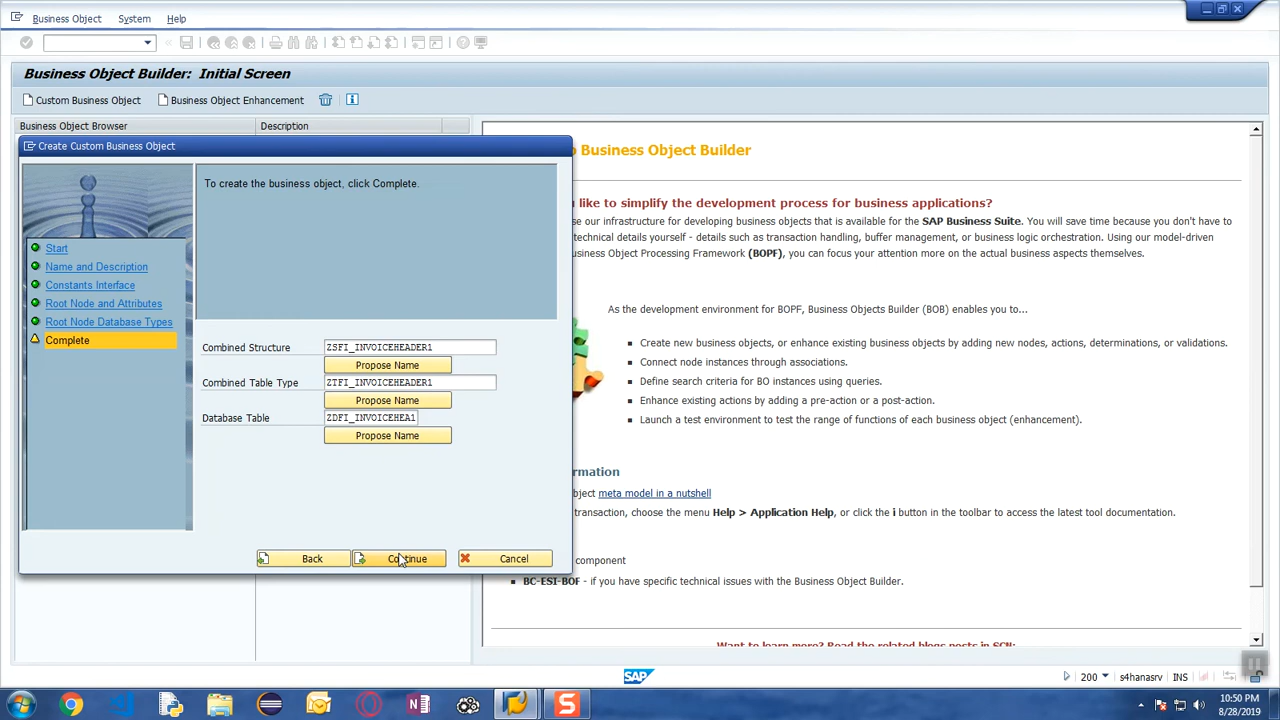 Business Object System Help
Business Object Builder: Initial Screen
Custom Business Object Business Object Enhancement
Business Object Browser Description
Create Custom Business Object
To create the business object, click Complete.
Start
Name and Description
Constants Interface
Root Node and Attributes
Root Node Database Types
Complete
Combined Structure ZSFI_INVOICEHEADER1
Propose Name
Combined Table Type ZTFI_INVOICEHEADER1
Propose Name
Database Table ZDFI_INVOICEHEA1
Propose Name
Back Continue Cancel
Business Object Builder
u like to simplify the development process for business applications?
se our infrastructure for developing business objects that is available for the SAP Business Suite. You will save time because you don't have to
technical details yourself - details such as transaction handling, buffer management, or business logic orchestration. Using our model-driven
usiness Object Processing Framework (BOPF), you can focus your attention more on the actual business aspects themselves.
As the development environment for BOPF, Business Objects Builder (BOB) enables you to...
Create new business objects, or enhance existing business objects by adding new nodes, actions, determinations, or validations.
Connect node instances through associations.
Define search criteria for BO instances using queries.
Enhance existing actions by adding a pre-action or a post-action.
Launch a test environment to test the range of functions of each business object (enhancement).
rmation
bject meta model in a nutshell
transaction, choose the menu Help > Application Help, or click the i button in the toolbar to access the latest tool documentation.
component
BC-ESI-BOF - if you have specific technical issues with the Business Object Builder.
Want to learn more? Read the related blogs posts in SCN:
SAP
200 s4hanasrv INS
10:50 PM
8/28/2019